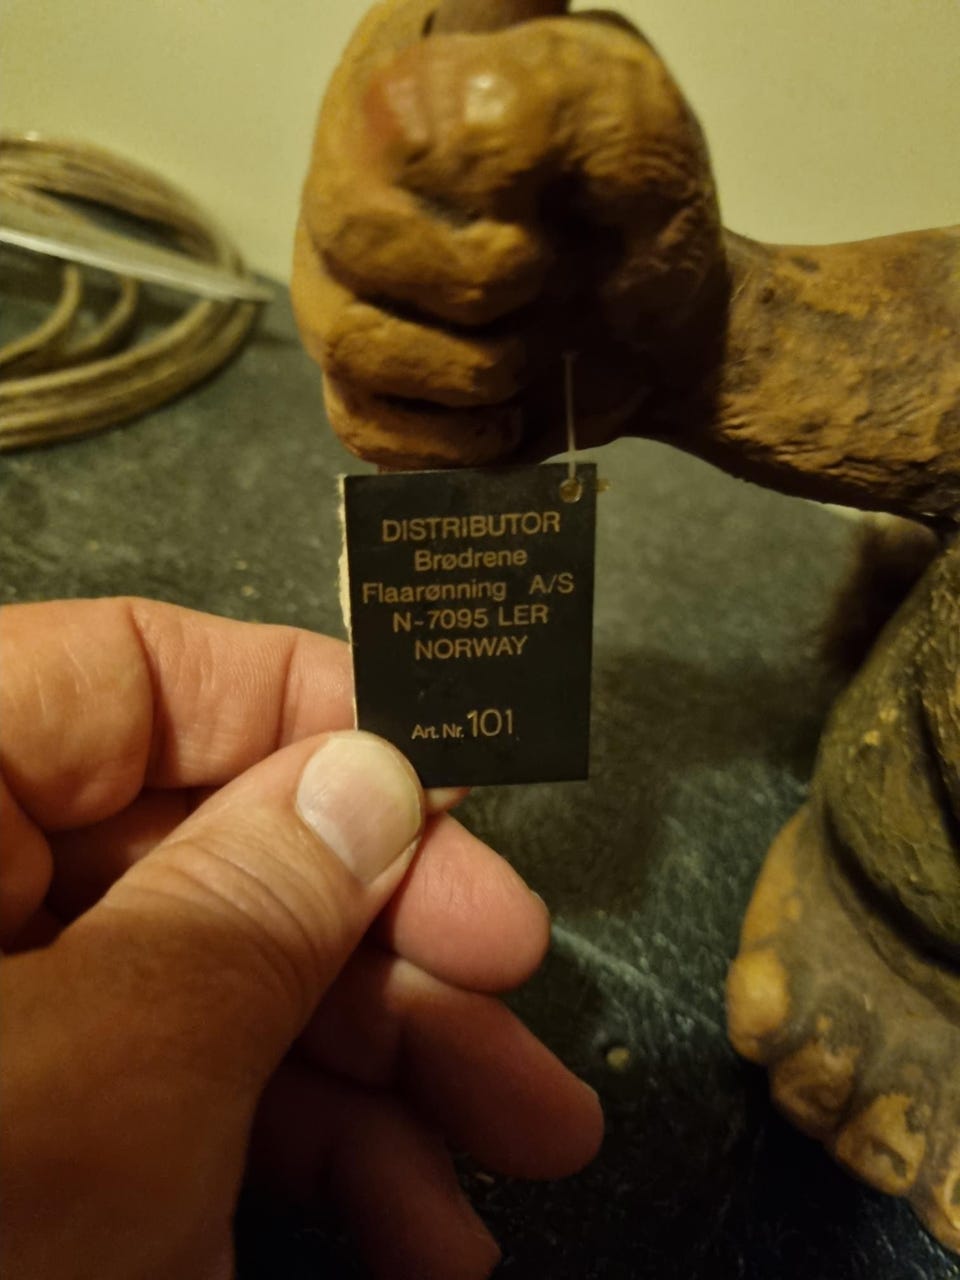 DISTRIBUTOR
Brødrene
Flaarønning A/S
N-7095 LER
NORWAY
Art. Nr. 101